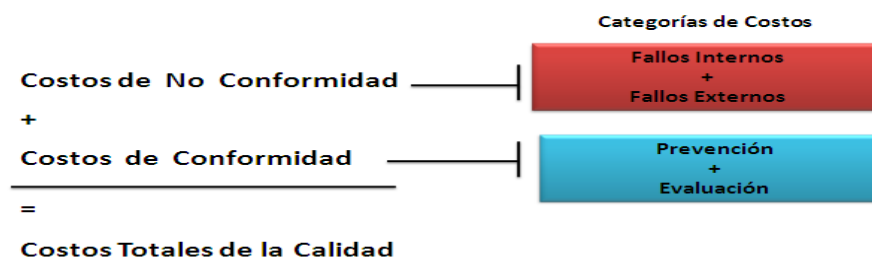 Categorías de Costos
Fallos Internos
+
Fallos Externos
Costos de No Conformidad
+
Costos de Conformidad
Prevención
+
Evaluación
=
Costos Totales de la Calidad